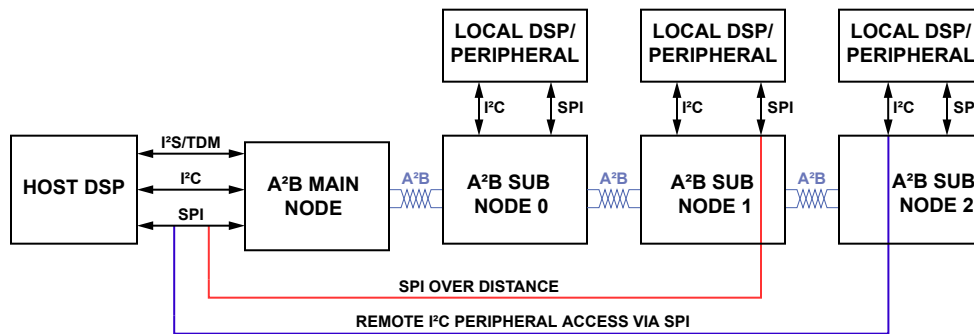 LOCAL DSP/
PERIPHERAL
LOCAL DSP/
PERIPHERAL
LOCAL DSP/
PERIPHERAL
I²C
SPI
I²C
SPI
I²C
SPI
HOST DSP
I²S/TDM
I²C
SPI
A²B MAIN
NODE
A²B
A²B SUB
NODE 0
A²B
A²B SUB
NODE 1
A²B
A²B SUB
NODE 2
SPI OVER DISTANCE
REMOTE I²C PERIPHERAL ACCESS VIA SPI